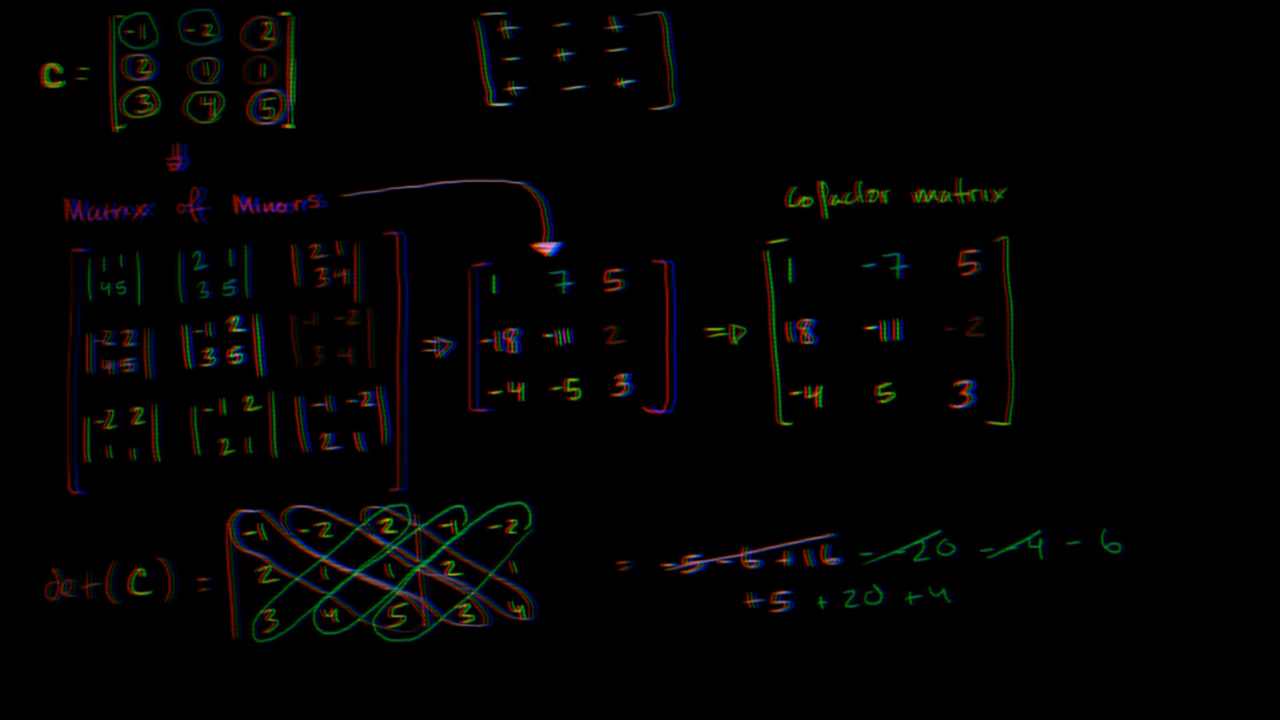 C = [ -1 -2 2 ]
[ 2 1 1 ]
[ 3 4 5 ]
[ + - + ]
[ - + - ]
[ + - + ]
⇓
Matrix of Minors
Cofactor matrix
[ |1 1| |2 1| |2 1| ]
[ |4 5| |3 5| |3 4| ]
[ |-2 2| |-1 2| |-1 -2| ]
[ |4 5| |3 5| |3 4| ]
[ |-2 2| |-1 2| |-1 -2| ]
[ |1 1| |2 1| |2 1| ]
⇒
[ 1 7 5 ]
[ -18 -11 2 ]
[ -4 -5 3 ]
⇒
[ 1 -7 5 ]
[ 18 -11 -2 ]
[ -4 5 3 ]
det(C) = | -1 -2 2 | -1 -2
2 1 1 | 2 1
3 4 5 | 3 4
= -5 - 6 + 16 - -20 - -4 - 6
+5 + 20 + 4